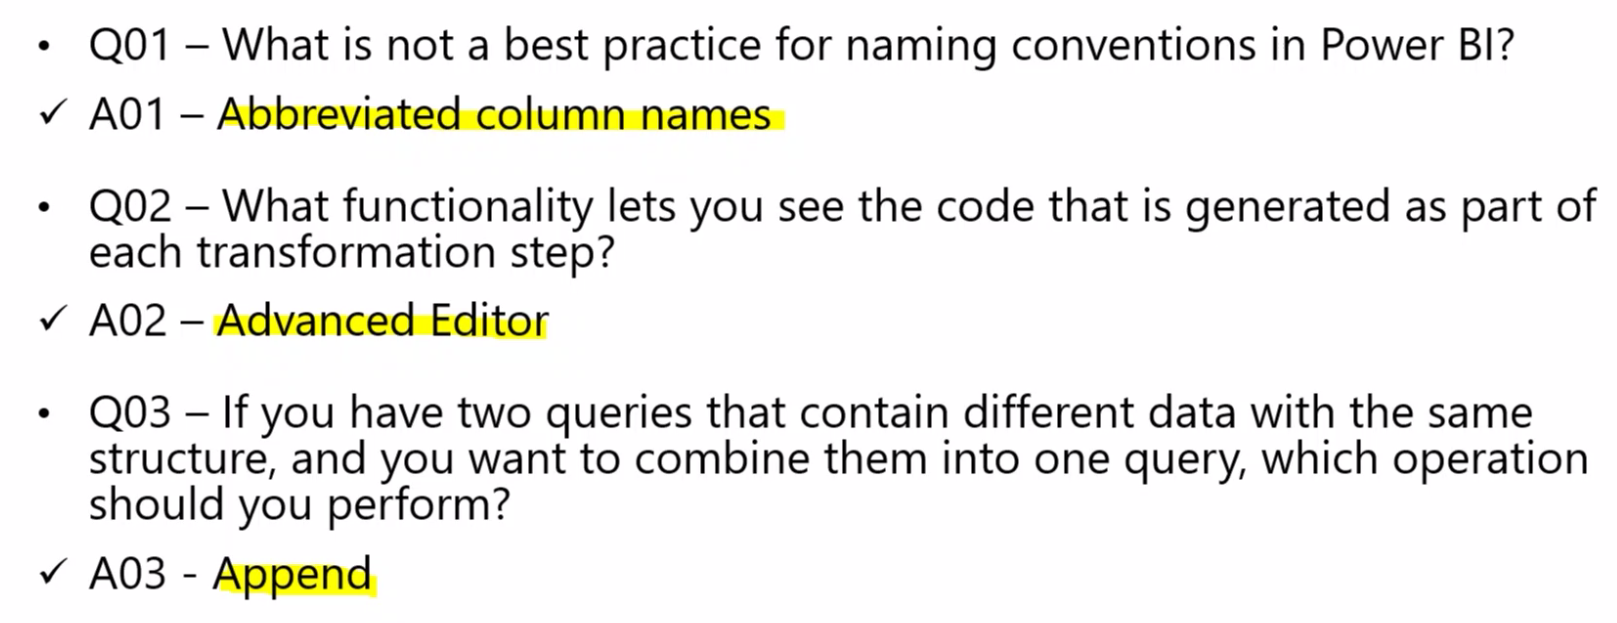 • Q01 – What is not a best practice for naming conventions in Power BI?
✓ A01 – Abbreviated column names
• Q02 – What functionality lets you see the code that is generated as part of
each transformation step?
✓ A02 – Advanced Editor
• Q03 – If you have two queries that contain different data with the same
structure, and you want to combine them into one query, which operation
should you perform?
✓ A03 - Append